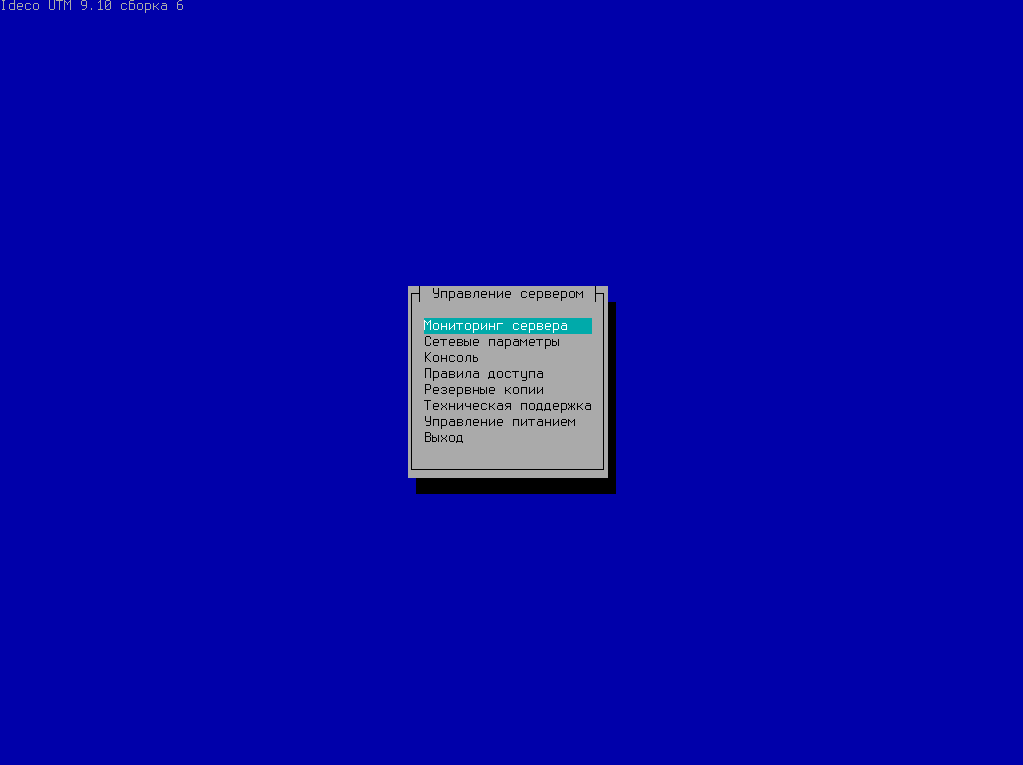 Ideco UTM 9.10 сборка 6
Управление сервером
Мониторинг сервера
Сетевые параметры
Консоль
Правила доступа
Резервные копии
Техническая поддержка
Управление питанием
Выход